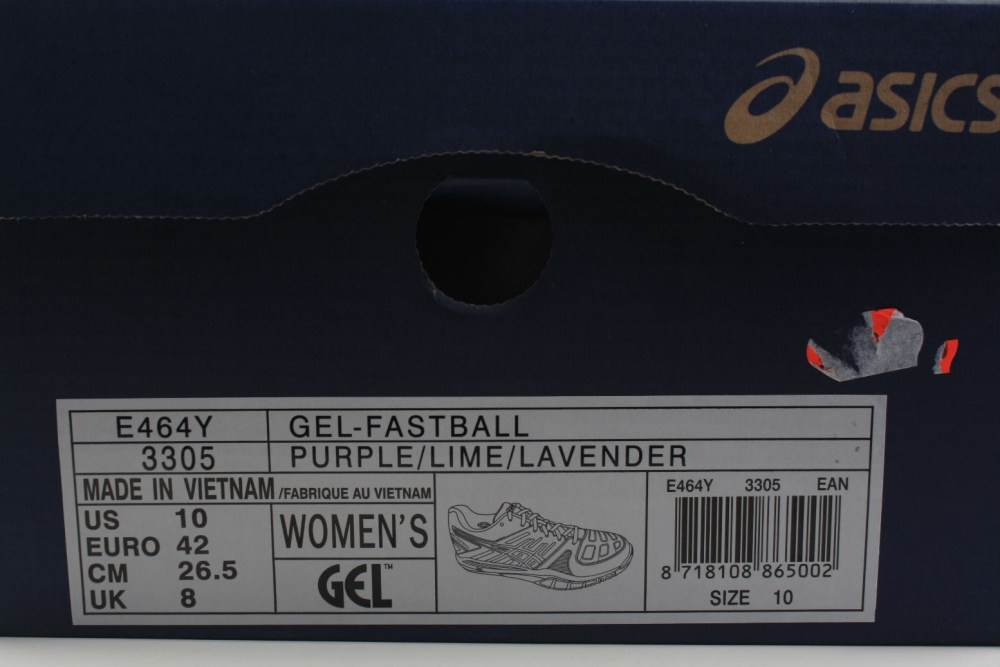 asics
E464Y GEL-FASTBALL
3305 PURPLE/LIME/LAVENDER
MADE IN VIETNAM /FABRIQUE AU VIETNAM
US 10
EURO 42
CM 26.5
UK 8
WOMEN'S
GEL™
E464Y 3305 EAN
8 718108 865002
SIZE 10